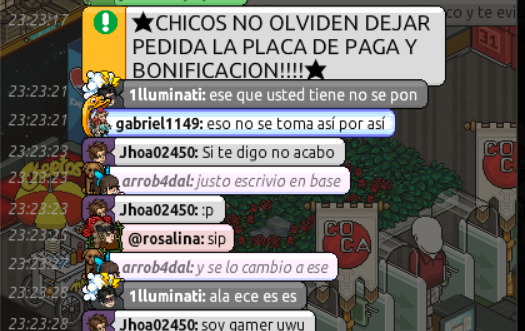 co y te evi
23:23:17
★CHICOS NO OLVIDEN DEJAR
PEDIDA LA PLACA DE PAGA Y
BONIFICACION!!!!★
31
23:23:21 1lluminati: ese que usted tiene no se pon
23:23:21 gabriel1149: eso no se toma así por así
23:23:23 Jhoa02450: Si te digo no acabo
23:23:23 arrob4dal: justo escrivio en base
23:23:23 Jhoa02450: :p
23:23:25 @rosalina: sip
23:23:27 arrob4dal: y se lo cambio a ese
23:23:28 1lluminati: ala ece es es
23:23:28 Jhoa02450: soy gamer uwu
CO
CA
CO
CA